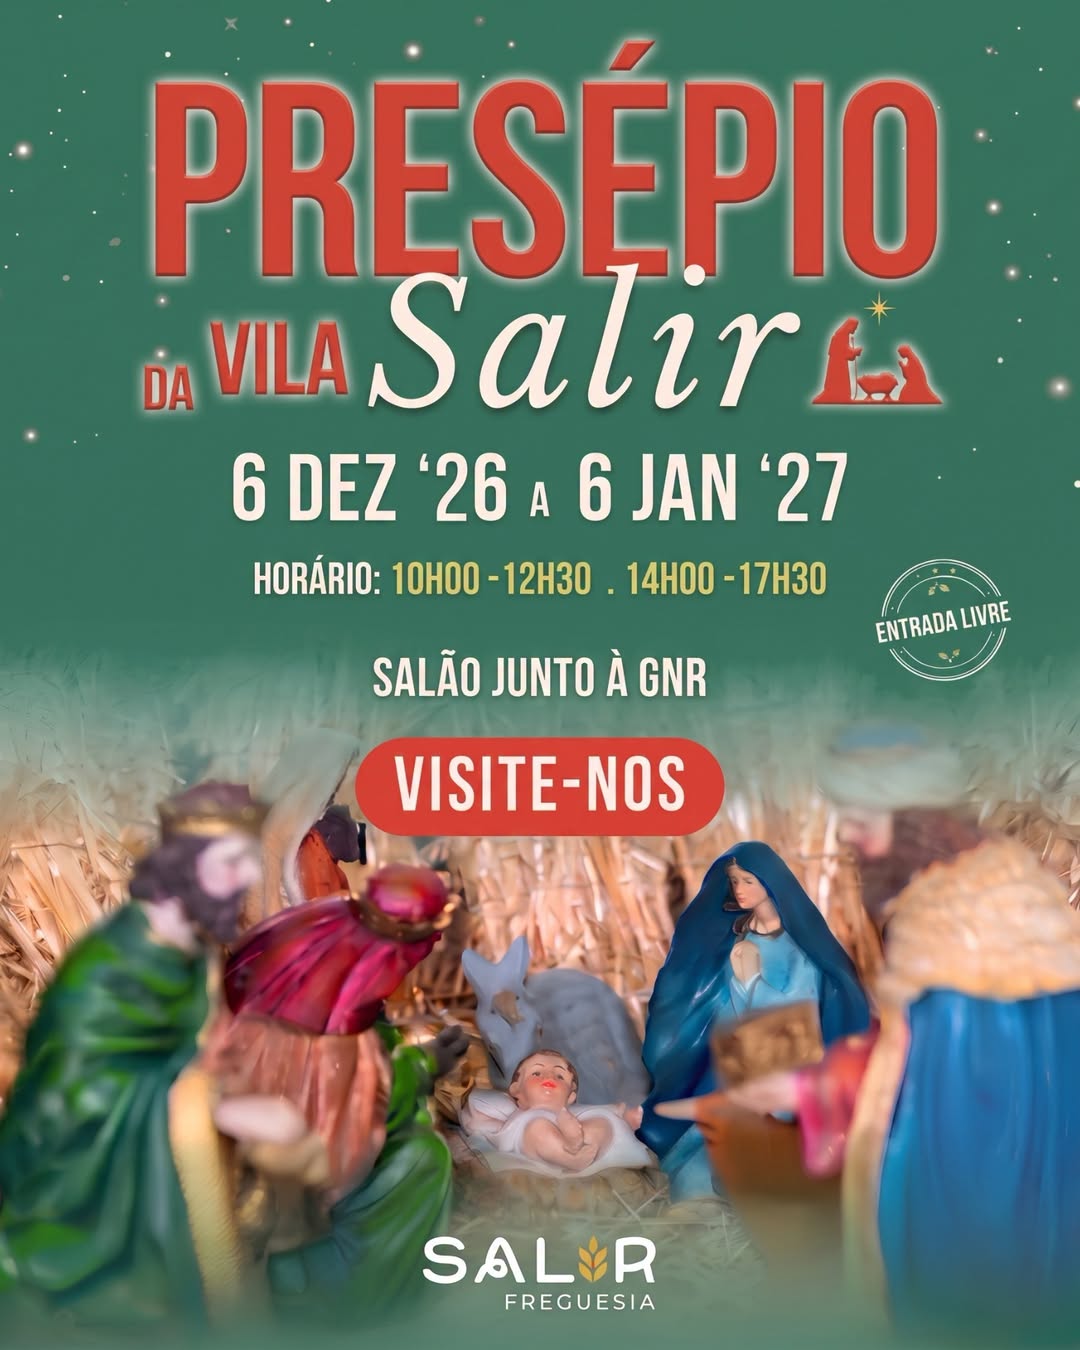 PRESÉPIO
DA VILA Salir
6 DEZ ‘26 A 6 JAN ‘27
HORÁRIO: 10H00 -12H30 . 14H00 -17H30
ENTRADA LIVRE
SALÃO JUNTO À GNR
VISITE-NOS
SALIR
FREGUESIA